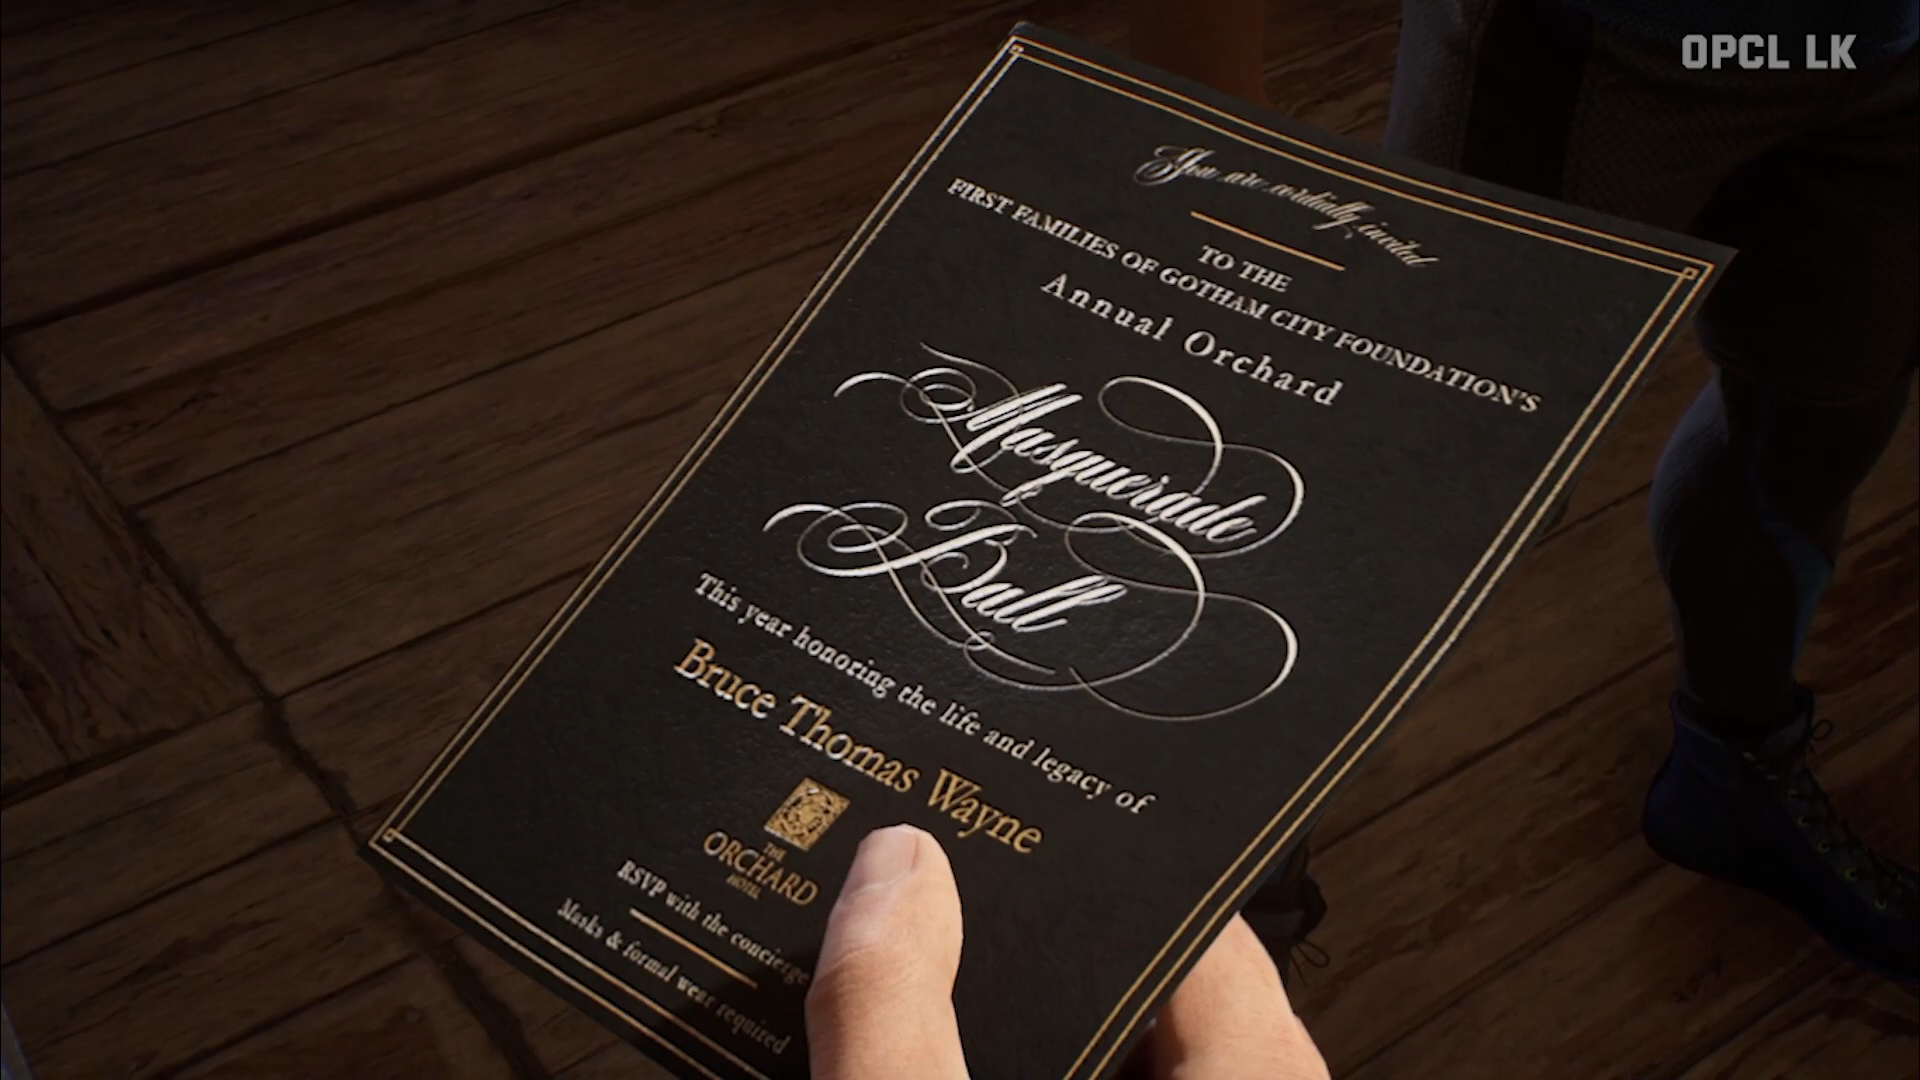 OPCL LK
You are cordially invited
TO THE
FIRST FAMILIES OF GOTHAM CITY FOUNDATION'S
Annual Orchard
Masquerade
Ball
This year honoring the life and legacy of
Bruce Thomas Wayne
THE
ORCHARD
HOTEL
RSVP with the concierge
Masks & formal wear required